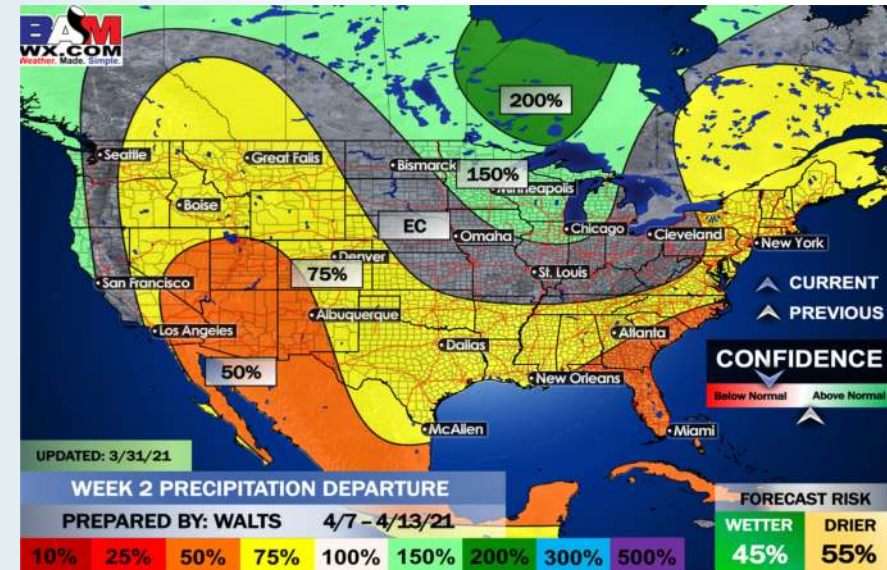 BAM
WX.COM
Weather. Made. Simple.
200%
Seattle
Great Falls
Bismarck
150%
Minneapolis
Boise
EC
Omaha
Chicago
Cleveland
New York
Denver
St. Louis
San Francisco
75%
CURRENT
PREVIOUS
Los Angeles
Albuquerque
Atlanta
Dallas
CONFIDENCE
50%
New Orleans
Below Normal
Above Normal
McAllen
Miami
UPDATED: 3/31/21
WEEK 2 PRECIPITATION DEPARTURE
PREPARED BY: WALTS 4/7 - 4/13/21
10% 25% 50% 75% 100% 150% 200% 300% 500%
FORECAST RISK
WETTER DRIER
45% 55%